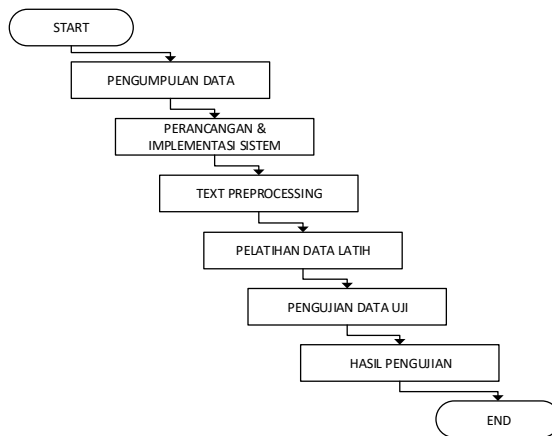 START
PENGUMPULAN DATA
PERANCANGAN &
IMPLEMENTASI SISTEM
TEXT PREPROCESSING
PELATIHAN DATA LATIH
PENGUJIAN DATA UJI
HASIL PENGUJIAN
END